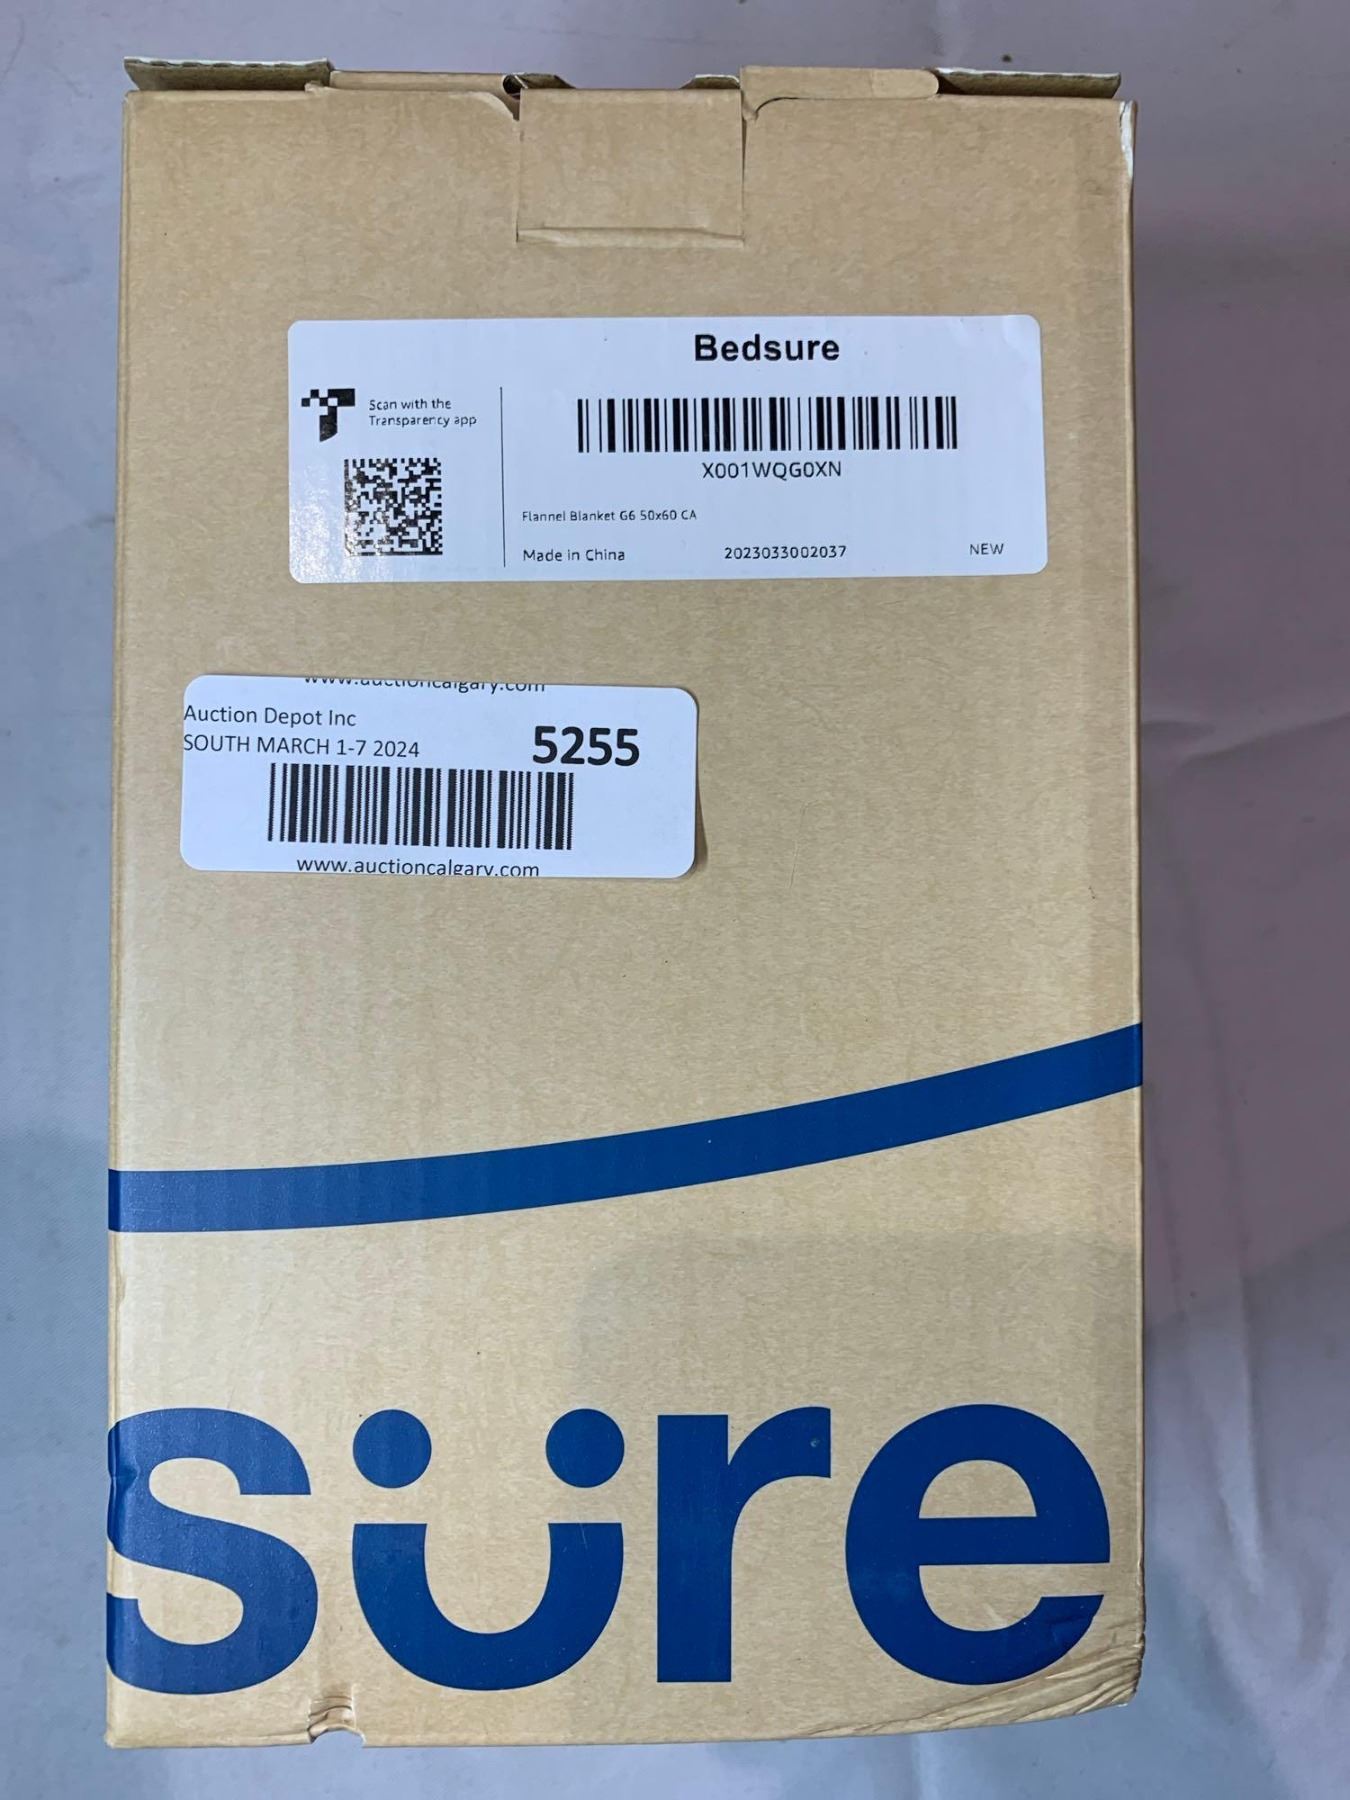 Bedsure
Scan with the
Transparency app
X001WQG0XN
Flannel Blanket G6 50x60 CA
Made in China 2023033002037 NEW
www.auctioncalgary.com
Auction Depot Inc
SOUTH MARCH 1-7 2024 5255
www.auctioncalgary.com
süre